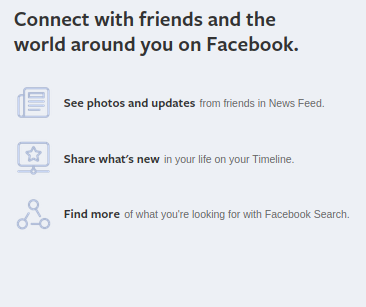 Connect with friends and the
world around you on Facebook.
See photos and updates from friends in News Feed.
Share what's new in your life on your Timeline.
Find more of what you're looking for with Facebook Search.